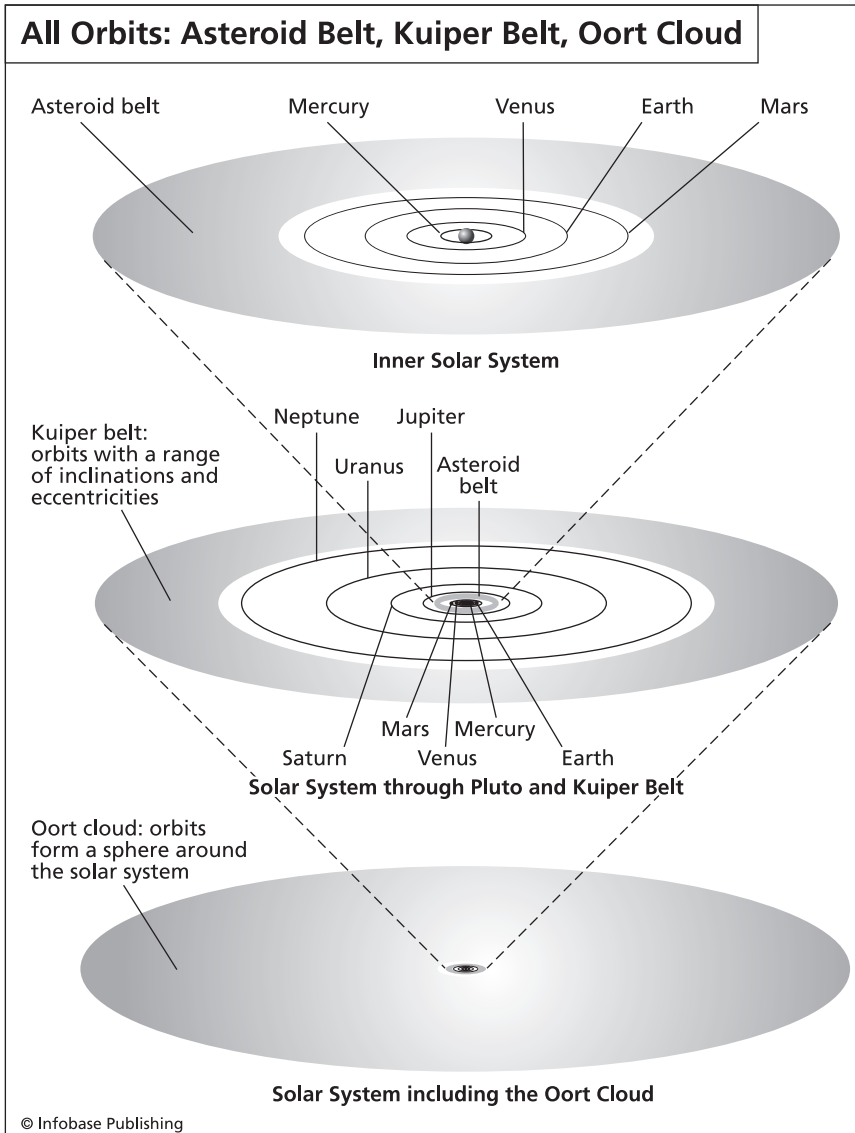 All Orbits: Asteroid Belt, Kuiper Belt, Oort Cloud
Asteroid belt
Mercury
Venus
Earth
Mars
Inner Solar System
Kuiper belt:
orbits with a range
of inclinations and
eccentricities
Neptune
Jupiter
Uranus
Asteroid
belt
Mars
Mercury
Saturn
Venus
Earth
Solar System through Pluto and Kuiper Belt
Oort cloud: orbits
form a sphere around
the solar system
Solar System including the Oort Cloud
© Infobase Publishing